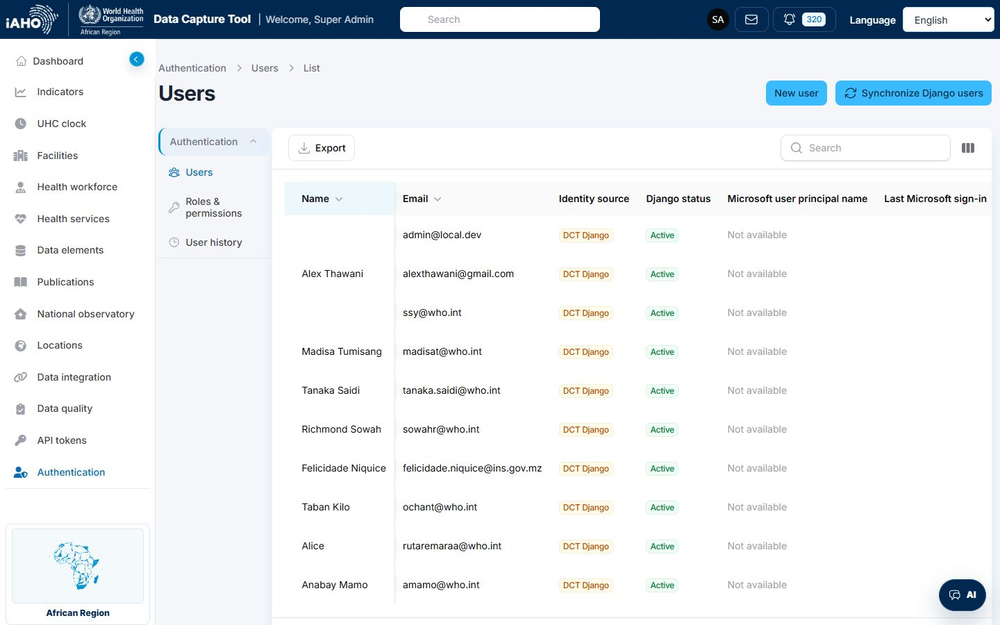 iAHO
World Health
Organization
African Region
Data Capture Tool
Welcome, Super Admin
Search
SA
320
Language
English
Dashboard
Indicators
UHC clock
Facilities
Health workforce
Health services
Data elements
Publications
National observatory
Locations
Data integration
Data quality
API tokens
Authentication
African Region
Authentication > Users > List
Users
New user
Synchronize Django users
Authentication
Users
Roles &
permissions
User history
Export
Search
Name Email Identity source Django status Microsoft user principal name Last Microsoft sign-in
admin@local.dev DCT Django Active Not available
Alex Thawani alexthawani@gmail.com DCT Django Active Not available
ssy@who.int DCT Django Active Not available
Madisa Tumisang madisat@who.int DCT Django Active Not available
Tanaka Saidi tanaka.saidi@who.int DCT Django Active Not available
Richmond Sowah sowahr@who.int DCT Django Active Not available
Felicidade Niquice felicidade.niquice@ins.gov.mz DCT Django Active Not available
Taban Kilo ochant@who.int DCT Django Active Not available
Alice rutaremaraa@who.int DCT Django Active Not available
Anabay Mamo amamo@who.int DCT Django Active Not available
AI